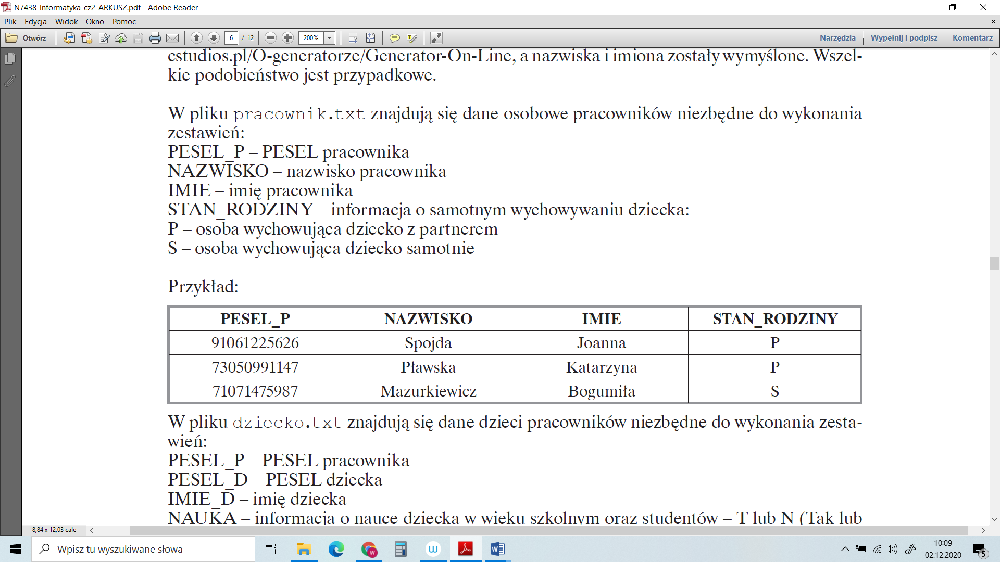 N7438_Informatyka_cz2_ARKUSZ.pdf - Adobe Reader
Plik Edycja Widok Okno Pomoc
Otwórz 6 / 12 200% Narzędzia Wypełnij i podpisz Komentarz
cstudios.pl/O-generatorze/Generator-On-Line, a nazwiska i imiona zostały wymyślone. Wszel-
kie podobieństwo jest przypadkowe.
W pliku pracownik.txt znajdują się dane osobowe pracowników niezbędne do wykonania
zestawień:
PESEL_P – PESEL pracownika
NAZWISKO – nazwisko pracownika
IMIE – imię pracownika
STAN_RODZINY – informacja o samotnym wychowywaniu dziecka:
P – osoba wychowująca dziecko z partnerem
S – osoba wychowująca dziecko samotnie
Przykład:
PESEL_P NAZWISKO IMIE STAN_RODZINY
91061225626 Spojda Joanna P
73050991147 Pławska Katarzyna P
71071475987 Mazurkiewicz Bogumiła S
W pliku dziecko.txt znajdują się dane dzieci pracowników niezbędne do wykonania zesta-
wień:
PESEL_P – PESEL pracownika
PESEL_D – PESEL dziecka
IMIE_D – imię dziecka
NAUKA – informacja o nauce dziecka w wieku szkolnym oraz studentów – T lub N (Tak lub
8,84 x 12,03 cale
Wpisz tu wyszukiwane słowa
10:09
02.12.2020
5